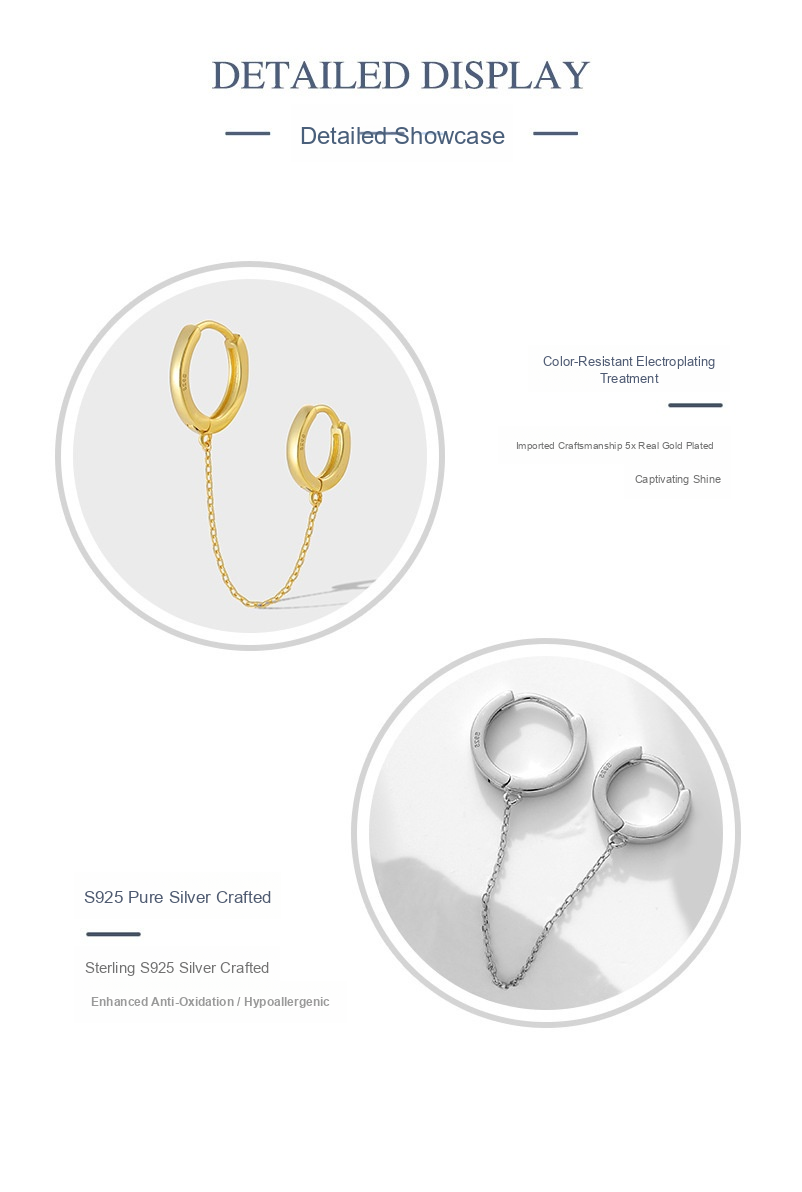 DETAILED DISPLAY
Detailed Showcase
Color-Resistant Electroplating
Treatment
Imported Craftsmanship 5x Real Gold Plated
Captivating Shine
S925 Pure Silver Crafted
Sterling S925 Silver Crafted
Enhanced Anti-Oxidation / Hypoallergenic